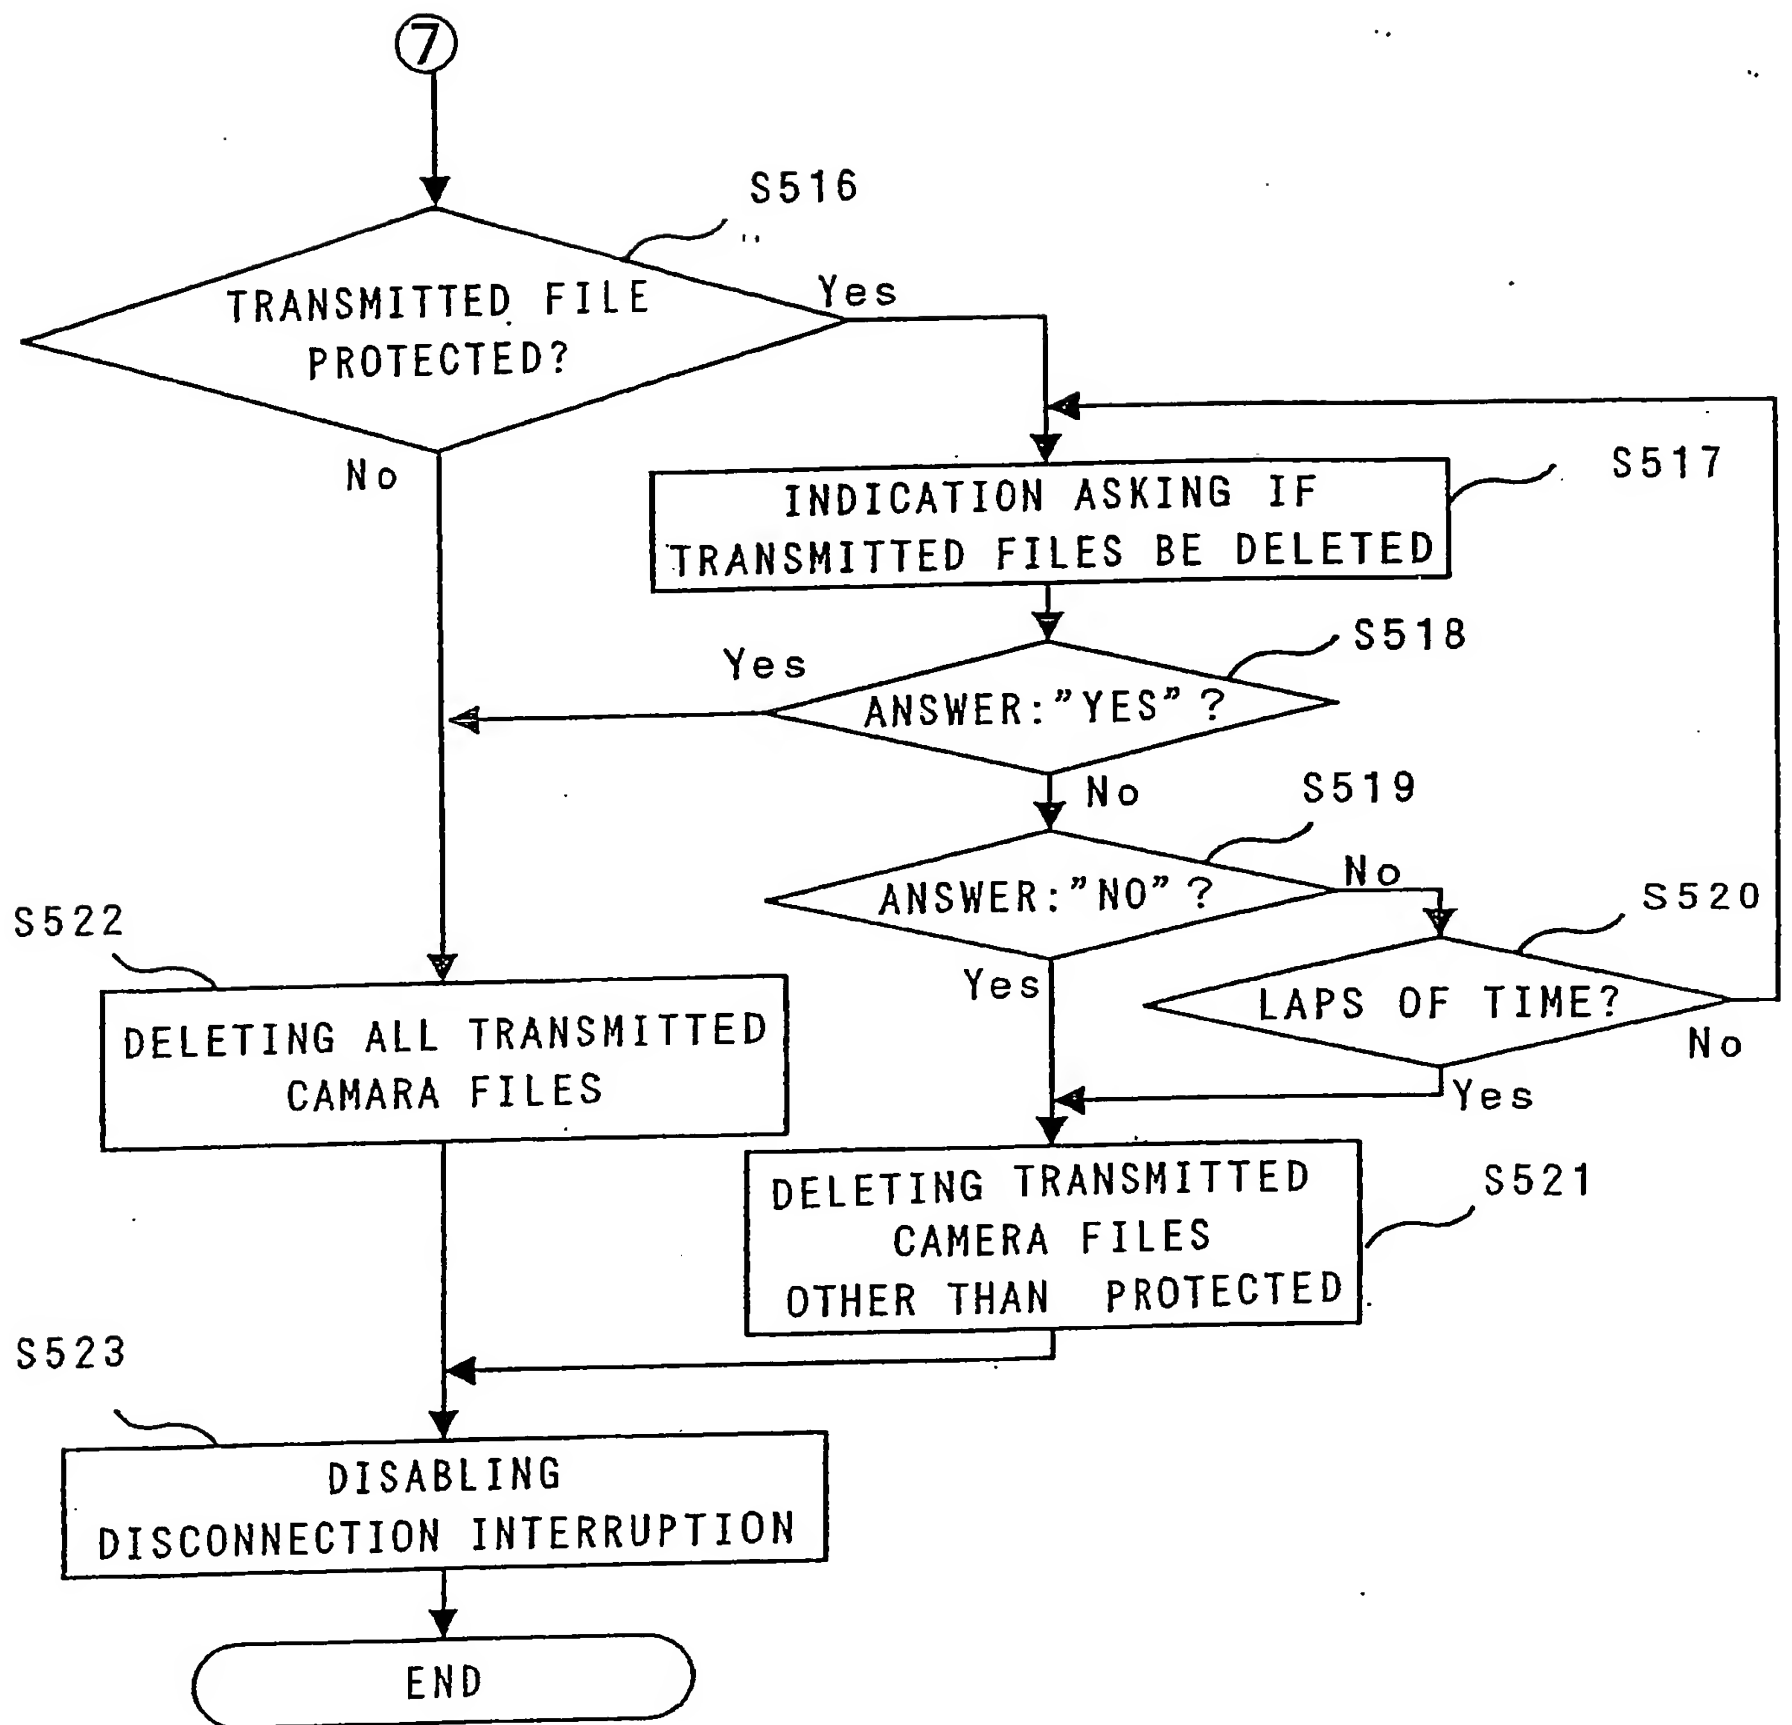 7
S516
TRANSMITTED FILE
PROTECTED?
Yes
No
S517
INDICATION ASKING IF
TRANSMITTED FILES BE DELETED
S518
Yes
ANSWER:"YES"?
No
S519
ANSWER:"NO"?
No
S520
Yes
LAPS OF TIME?
No
Yes
S522
DELETING ALL TRANSMITTED
CAMARA FILES
S521
DELETING TRANSMITTED
CAMERA FILES
OTHER THAN PROTECTED
S523
DISABLING
DISCONNECTION INTERRUPTION
END